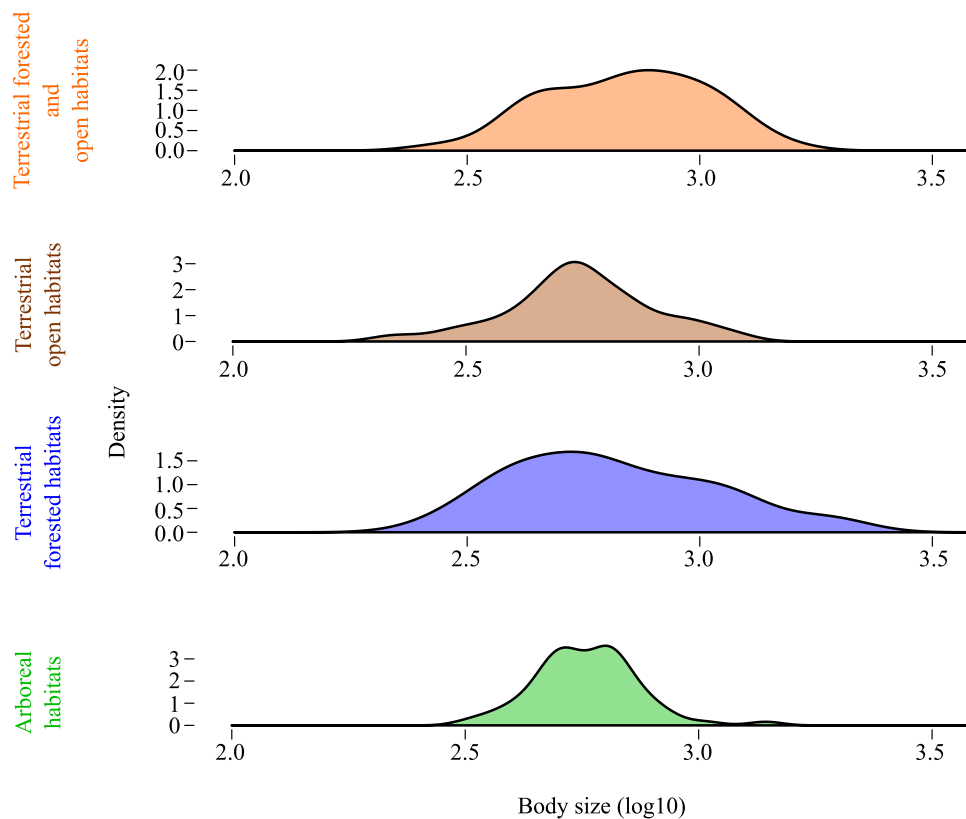 Terrestrial forested
and
open habitats
2.0
1.5
1.0
0.5
0.0
2.0 2.5 3.0 3.5
Terrestrial
open habitats
3
2
1
0
2.0 2.5 3.0 3.5
Density
Terrestrial
forested habitats
1.5
1.0
0.5
0.0
2.0 2.5 3.0 3.5
Arboreal
habitats
3
2
1
0
2.0 2.5 3.0 3.5
Body size (log10)